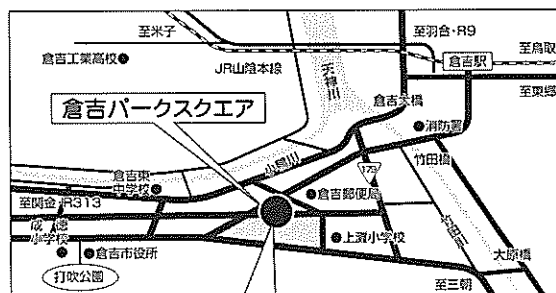 至米子
至羽合・R9
至鳥取
倉吉工業高校
JR山陰本線
倉吉駅
天神川
至東郷
倉吉大橋
倉吉パークスクエア
消防署
竹田橋
小鴨川
倉吉東
中学校
179
倉吉郵便局
至関金 R313
竹田川
成徳
小学校
上灘小学校
倉吉市役所
大原橋
打吹公園
至三朝